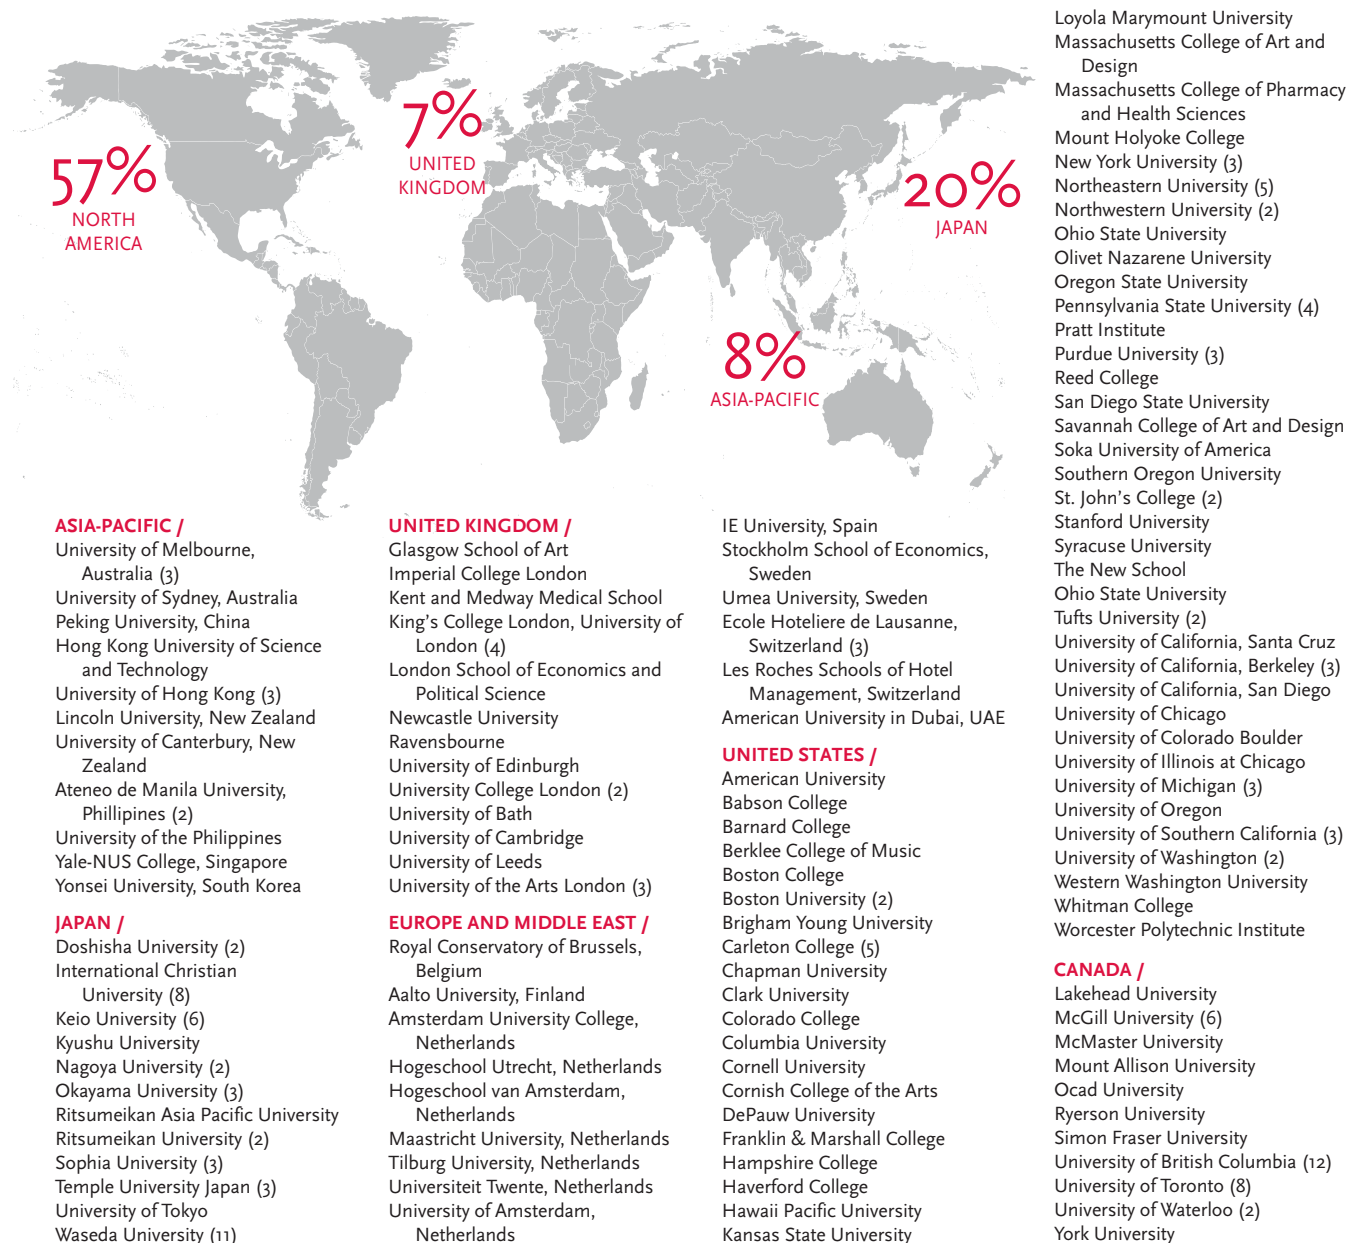 57%
NORTH
AMERICA
7%
UNITED
KINGDOM
20%
JAPAN
8%
ASIA-PACIFIC
ASIA-PACIFIC /
University of Melbourne,
Australia (3)
University of Sydney, Australia
Peking University, China
Hong Kong University of Science
and Technology
University of Hong Kong (3)
Lincoln University, New Zealand
University of Canterbury, New
Zealand
Ateneo de Manila University,
Phillipines (2)
University of the Philippines
Yale-NUS College, Singapore
Yonsei University, South Korea
JAPAN /
Doshisha University (2)
International Christian
University (8)
Keio University (6)
Kyushu University
Nagoya University (2)
Okayama University (3)
Ritsumeikan Asia Pacific University
Ritsumeikan University (2)
Sophia University (3)
Temple University Japan (3)
University of Tokyo
Waseda University (11)
UNITED KINGDOM /
Glasgow School of Art
Imperial College London
Kent and Medway Medical School
King's College London, University of
London (4)
London School of Economics and
Political Science
Newcastle University
Ravensbourne
University of Edinburgh
University College London (2)
University of Bath
University of Cambridge
University of Leeds
University of the Arts London (3)
EUROPE AND MIDDLE EAST /
Royal Conservatory of Brussels,
Belgium
Aalto University, Finland
Amsterdam University College,
Netherlands
Hogeschool Utrecht, Netherlands
Hogeschool van Amsterdam,
Netherlands
Maastricht University, Netherlands
Tilburg University, Netherlands
Universiteit Twente, Netherlands
University of Amsterdam,
Netherlands
IE University, Spain
Stockholm School of Economics,
Sweden
Umea University, Sweden
Ecole Hoteliere de Lausanne,
Switzerland (3)
Les Roches Schools of Hotel
Management, Switzerland
American University in Dubai, UAE
UNITED STATES /
American University
Babson College
Barnard College
Berklee College of Music
Boston College
Boston University (2)
Brigham Young University
Carleton College (5)
Chapman University
Clark University
Colorado College
Columbia University
Cornell University
Cornish College of the Arts
DePauw University
Franklin & Marshall College
Hampshire College
Haverford College
Hawaii Pacific University
Kansas State University
Loyola Marymount University
Massachusetts College of Art and
Design
Massachusetts College of Pharmacy
and Health Sciences
Mount Holyoke College
New York University (3)
Northeastern University (5)
Northwestern University (2)
Ohio State University
Olivet Nazarene University
Oregon State University
Pennsylvania State University (4)
Pratt Institute
Purdue University (3)
Reed College
San Diego State University
Savannah College of Art and Design
Soka University of America
Southern Oregon University
St. John's College (2)
Stanford University
Syracuse University
The New School
Ohio State University
Tufts University (2)
University of California, Santa Cruz
University of California, Berkeley (3)
University of California, San Diego
University of Chicago
University of Colorado Boulder
University of Illinois at Chicago
University of Michigan (3)
University of Oregon
University of Southern California (3)
University of Washington (2)
Western Washington University
Whitman College
Worcester Polytechnic Institute
CANADA /
Lakehead University
McGill University (6)
McMaster University
Mount Allison University
Ocad University
Ryerson University
Simon Fraser University
University of British Columbia (12)
University of Toronto (8)
University of Waterloo (2)
York University